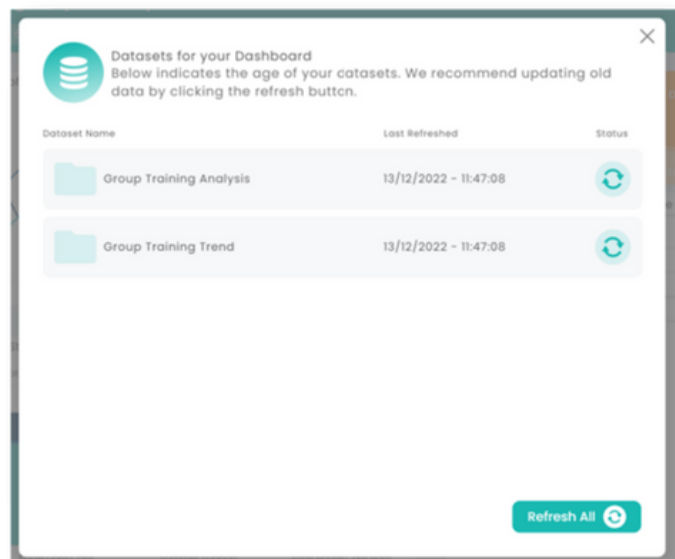 Datasets for your Dashboard
Below indicates the age of your datasets. We recommend updating old
data by clicking the refresh button.
Dataset Name Last Refreshed Status
Group Training Analysis 13/12/2022 - 11:47:08
Group Training Trend 13/12/2022 - 11:47:08
Refresh All